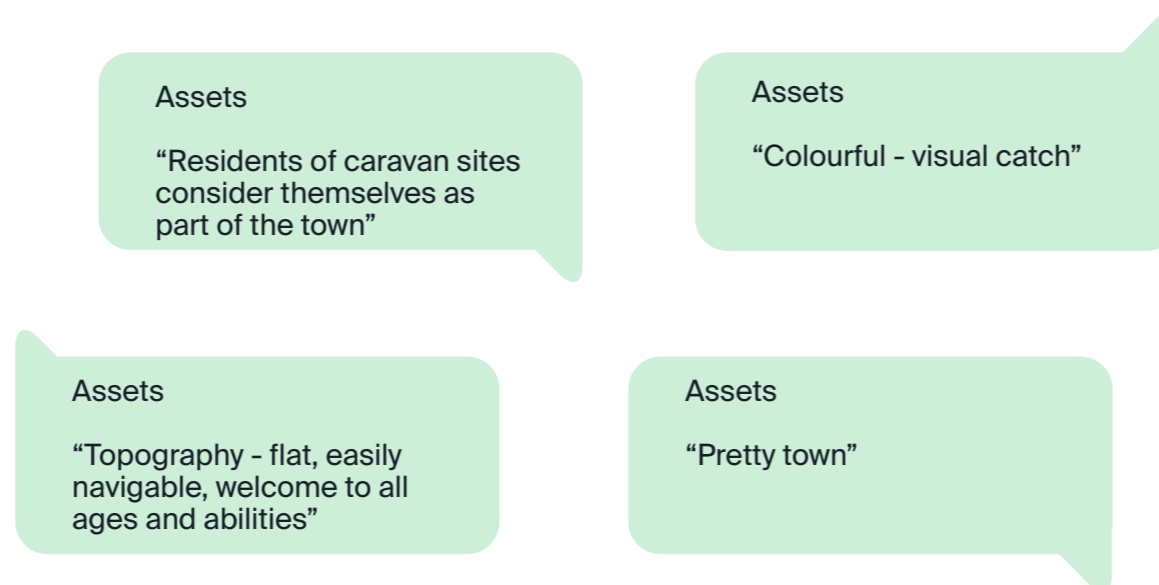 Assets
“Residents of caravan sites
consider themselves as
part of the town”
Assets
“Colourful - visual catch”
Assets
“Topography - flat, easily
navigable, welcome to all
ages and abilities”
Assets
“Pretty town”